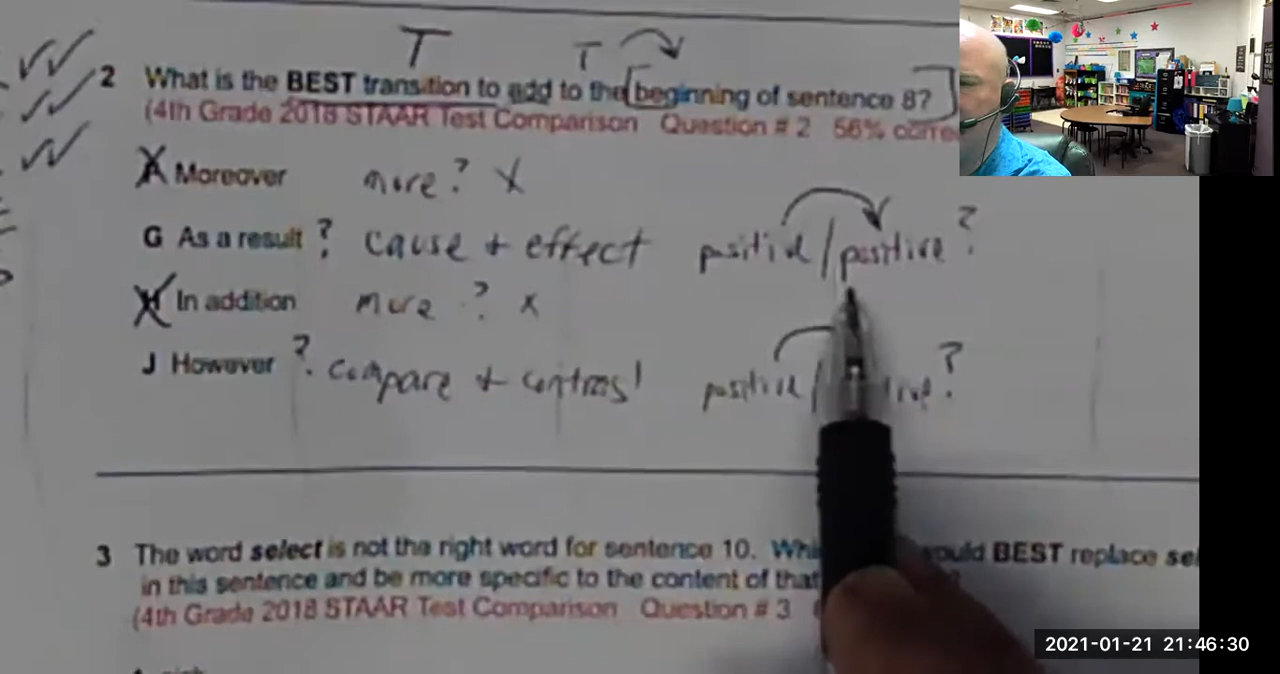 T T
2 What is the BEST transition to add to the beginning of sentence 8?
(4th Grade 2018 STAAR Test Comparison Question # 2 56%
Moreover more? X
G As a result ? cause + effect positive/positive?
H In addition more ? x
J However ?. compare + contrast positive/
3 The word select is not the right word for sentence 10. BEST replace
in this sentence and be more specific to the content of that
(4th Grade 2018 STAAR Test Comparison Question # 3
2021-01-21 21:46:30